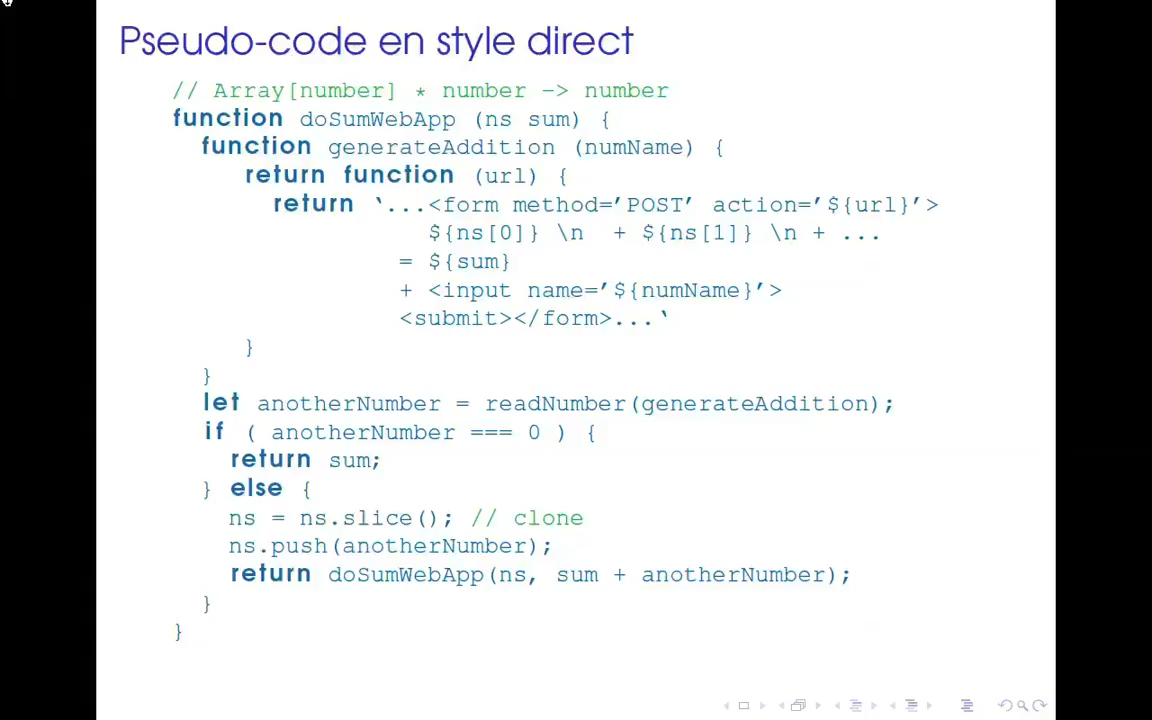 Pseudo-code en style direct
// Array[number] * number -> number
function doSumWebApp (ns sum) {
function generateAddition (numName) {
return function (url) {
return ‘...<form method=’POST’ action=’${url}’>
${ns[0]} \n + ${ns[1]} \n + ...
= ${sum}
+ <input name=’${numName}’>
<submit></form>...‘
}
}
let anotherNumber = readNumber(generateAddition);
if ( anotherNumber === 0 ) {
return sum;
} else {
ns = ns.slice(); // clone
ns.push(anotherNumber);
return doSumWebApp(ns, sum + anotherNumber);
}
}